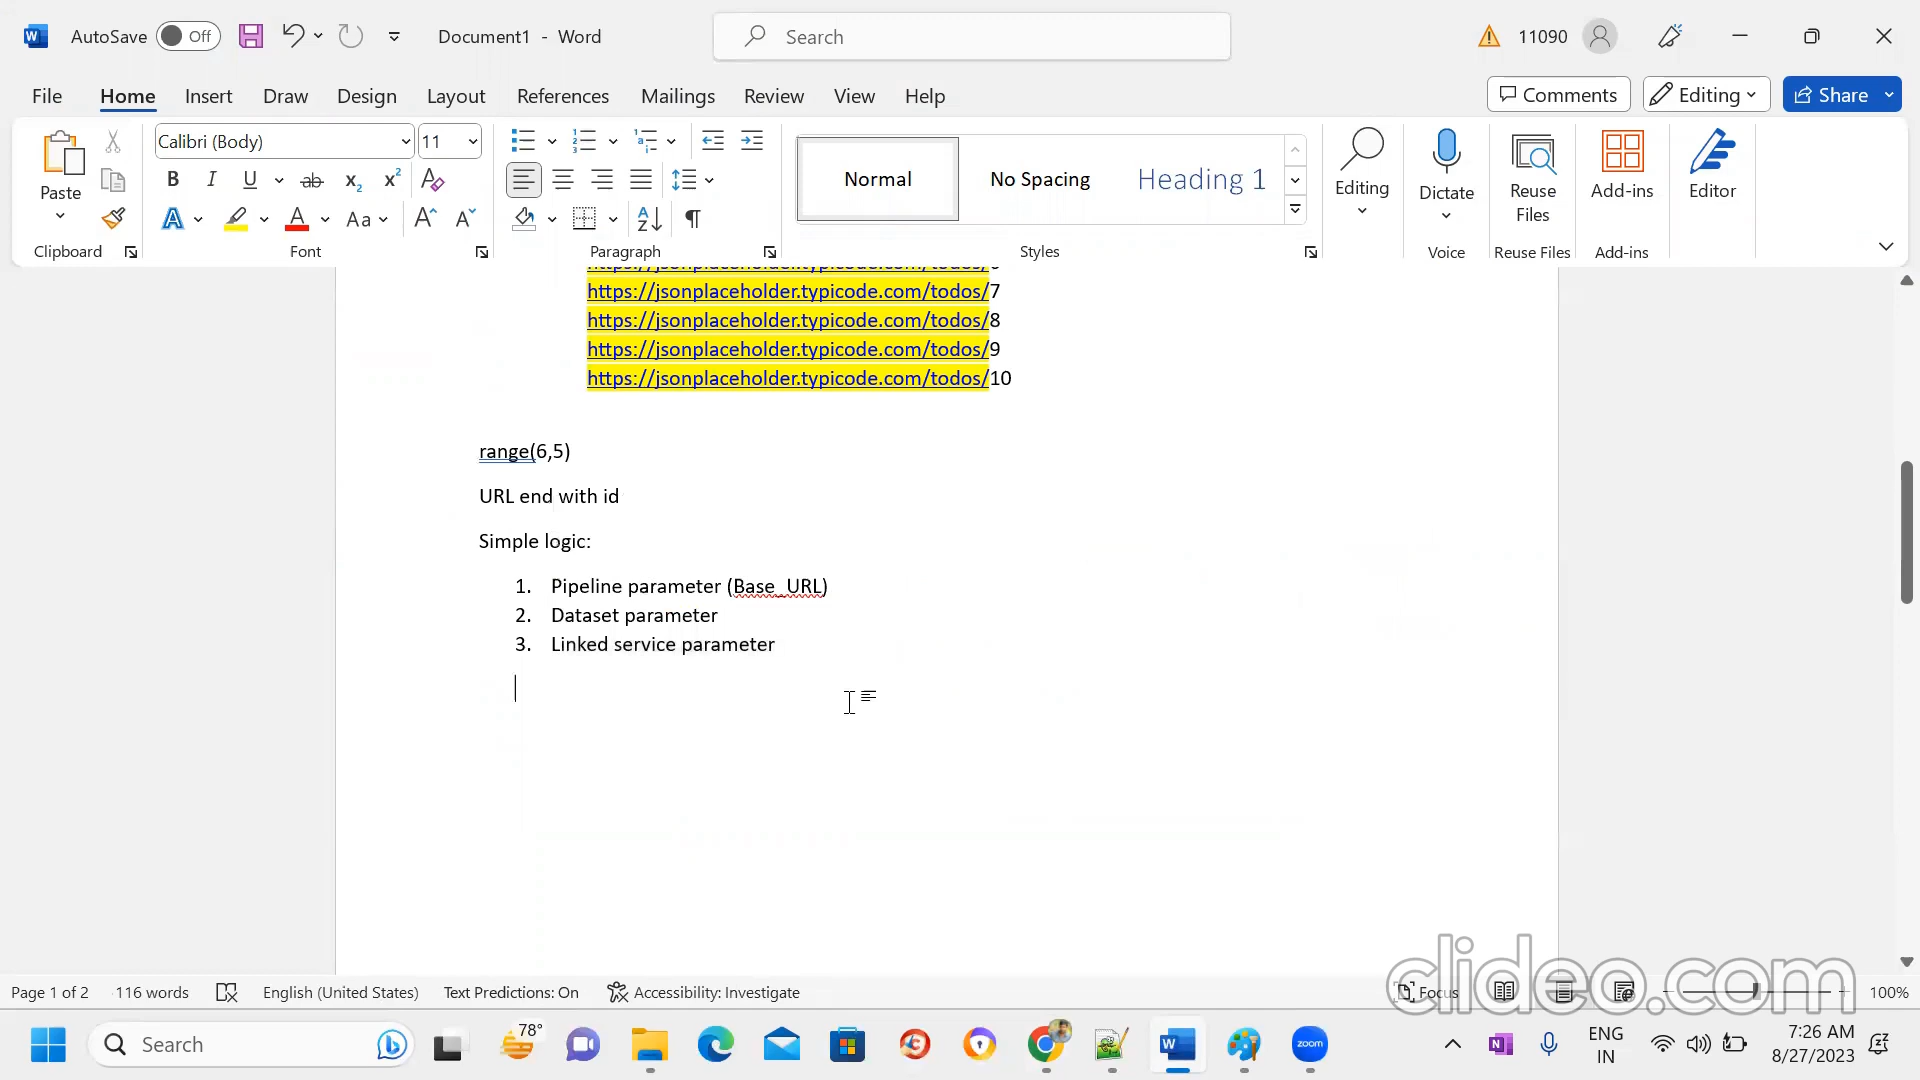 AutoSave Off Document1 - Word Search 11090
File Home Insert Draw Design Layout References Mailings Review View Help Comments Editing Share
Calibri (Body) 11
Paste Normal No Spacing Heading 1 Editing Dictate Reuse Files Add-ins Editor
Clipboard Font Paragraph Styles Voice Reuse Files Add-ins
https://jsonplaceholder.typicode.com/todos/7
https://jsonplaceholder.typicode.com/todos/8
https://jsonplaceholder.typicode.com/todos/9
https://jsonplaceholder.typicode.com/todos/10
range(6,5)
URL end with id
Simple logic:
1. Pipeline parameter (Base_URL)
2. Dataset parameter
3. Linked service parameter
clideo.com
Page 1 of 2 116 words English (United States) Text Predictions: On Accessibility: Investigate Focus 100%
Search 78° zoom ENG IN 7:26 AM 8/27/2023